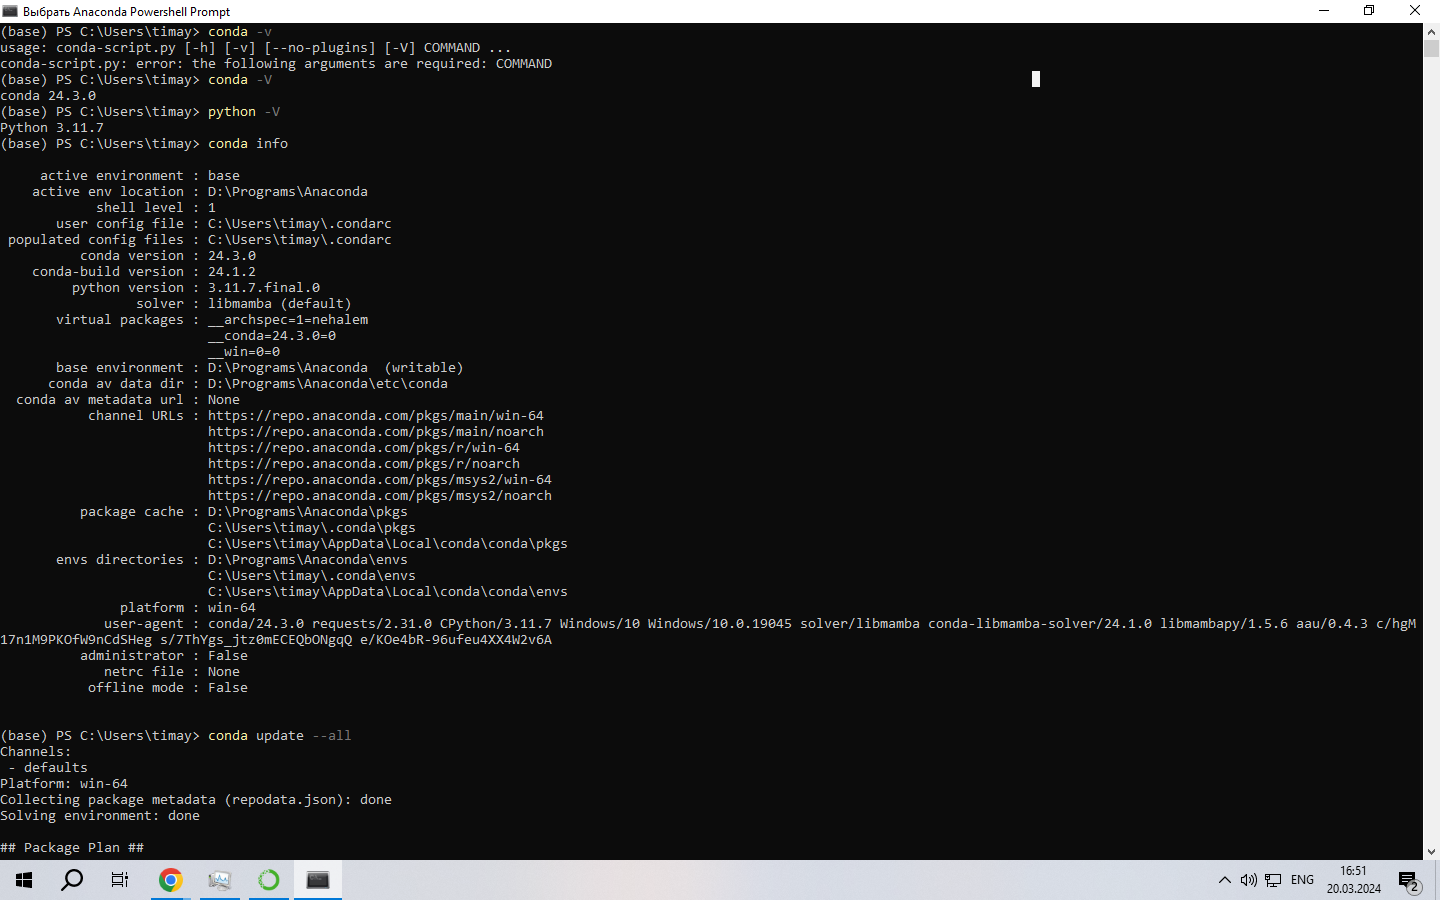 Выбрать Anaconda Powershell Prompt
(base) PS C:\Users\timay> conda -v
usage: conda-script.py [-h] [-v] [--no-plugins] [-V] COMMAND ...
conda-script.py: error: the following arguments are required: COMMAND
(base) PS C:\Users\timay> conda -V
conda 24.3.0
(base) PS C:\Users\timay> python -V
Python 3.11.7
(base) PS C:\Users\timay> conda info
active environment : base
active env location : D:\Programs\Anaconda
shell level : 1
user config file : C:\Users\timay\.condarc
populated config files : C:\Users\timay\.condarc
conda version : 24.3.0
conda-build version : 24.1.2
python version : 3.11.7.final.0
solver : libmamba (default)
virtual packages : __archspec=1=nehalem
__conda=24.3.0=0
__win=0=0
base environment : D:\Programs\Anaconda  (writable)
conda av data dir : D:\Programs\Anaconda\etc\conda
conda av metadata url : None
channel URLs : https://repo.anaconda.com/pkgs/main/win-64
https://repo.anaconda.com/pkgs/main/noarch
https://repo.anaconda.com/pkgs/r/win-64
https://repo.anaconda.com/pkgs/r/noarch
https://repo.anaconda.com/pkgs/msys2/win-64
https://repo.anaconda.com/pkgs/msys2/noarch
package cache : D:\Programs\Anaconda\pkgs
C:\Users\timay\.conda\pkgs
C:\Users\timay\AppData\Local\conda\conda\pkgs
envs directories : D:\Programs\Anaconda\envs
C:\Users\timay\.conda\envs
C:\Users\timay\AppData\Local\conda\conda\envs
platform : win-64
user-agent : conda/24.3.0 requests/2.31.0 CPython/3.11.7 Windows/10 Windows/10.0.19045 solver/libmamba conda-libmamba-solver/24.1.0 libmambapy/1.5.6 aau/0.4.3 c/hgM
17n1M9PKOfW9nCdSHeg s/7ThYgs_jtz0mECEQbONgqQ e/KOe4bR-96ufeu4XX4W2v6A
administrator : False
netrc file : None
offline mode : False
(base) PS C:\Users\timay> conda update --all
Channels:
- defaults
Platform: win-64
Collecting package metadata (repodata.json): done
Solving environment: done
## Package Plan ##
ENG
16:51
20.03.2024
2